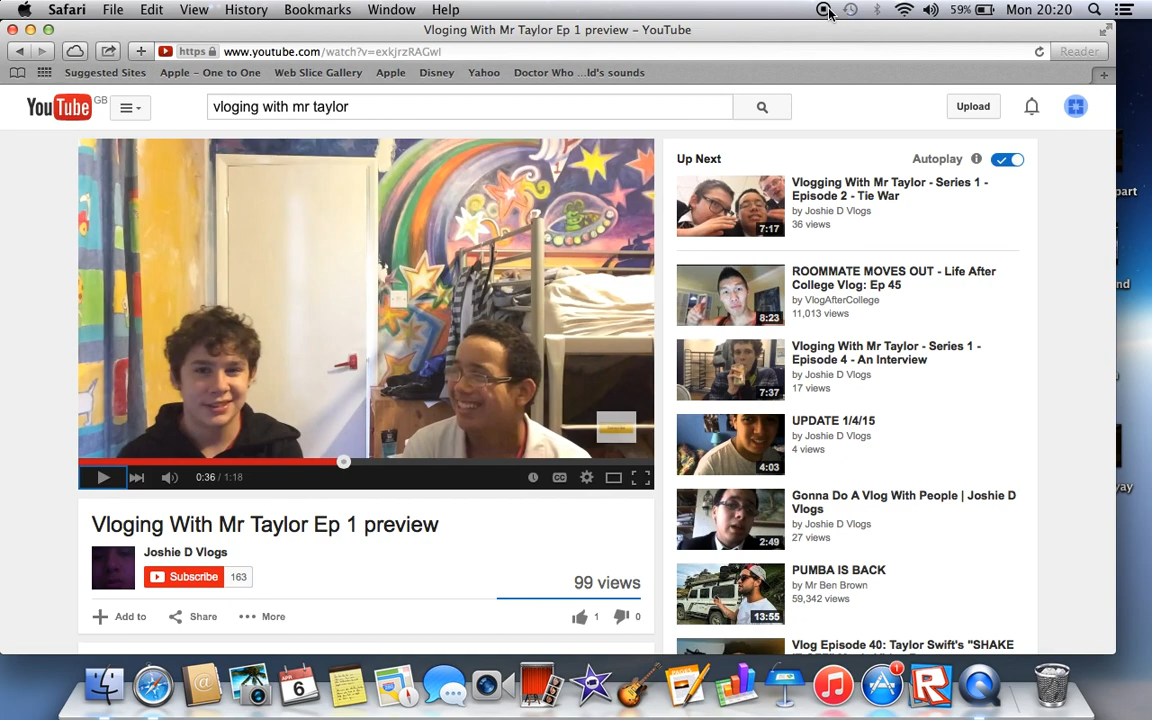 Safari File Edit View History Bookmarks Window Help 59% Mon 20:20
Vloging With Mr Taylor Ep 1 preview – YouTube
https www.youtube.com/watch?v=exkjrzRAGwI Reader
Suggested Sites Apple – One to One Web Slice Gallery Apple Disney Yahoo Doctor Who ...ld's sounds
YouTube GB vloging with mr taylor Upload
Up Next Autoplay
Vlogging With Mr Taylor - Series 1 -
Episode 2 - Tie War
by Joshie D Vlogs
36 views
7:17
ROOMMATE MOVES OUT - Life After
College Vlog: Ep 45
by VlogAfterCollege
11,013 views
8:23
Vloging With Mr Taylor - Series 1 -
Episode 4 - An Interview
by Joshie D Vlogs
17 views
7:37
UPDATE 1/4/15
by Joshie D Vlogs
4 views
4:03
Gonna Do A Vlog With People | Joshie D
Vlogs
by Joshie D Vlogs
27 views
2:49
PUMBA IS BACK
by Mr Ben Brown
59,342 views
13:55
Vlog Episode 40: Taylor Swift's "SHAKE
0:36 / 1:18 CC
Vloging With Mr Taylor Ep 1 preview
Joshie D Vlogs
Subscribe 163
99 views
Add to Share More 1 0
part
nd
vay
APR
6
1